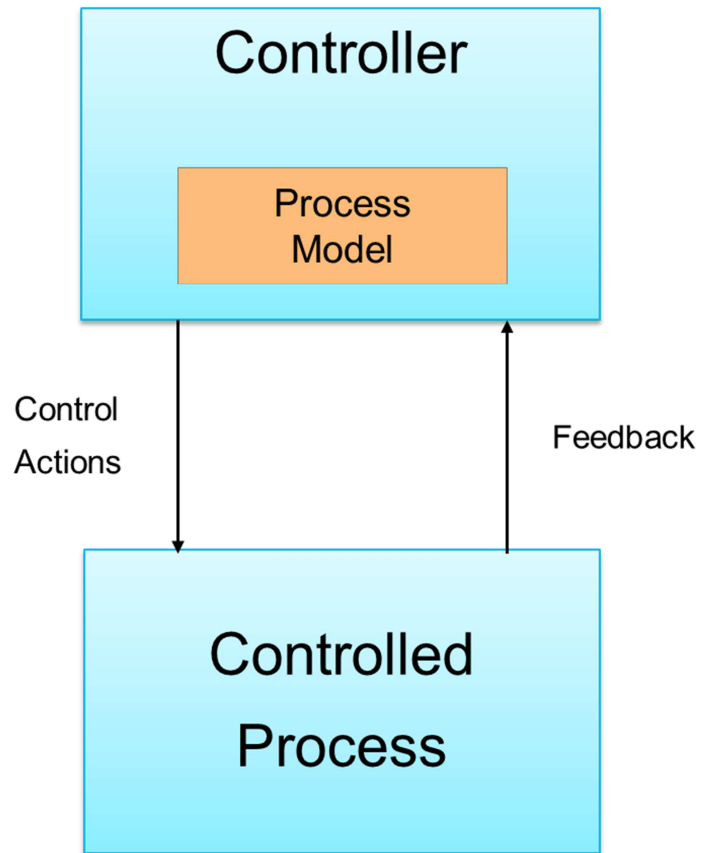 Controller
Process
Model
Control
Actions
Feedback
Controlled
Process